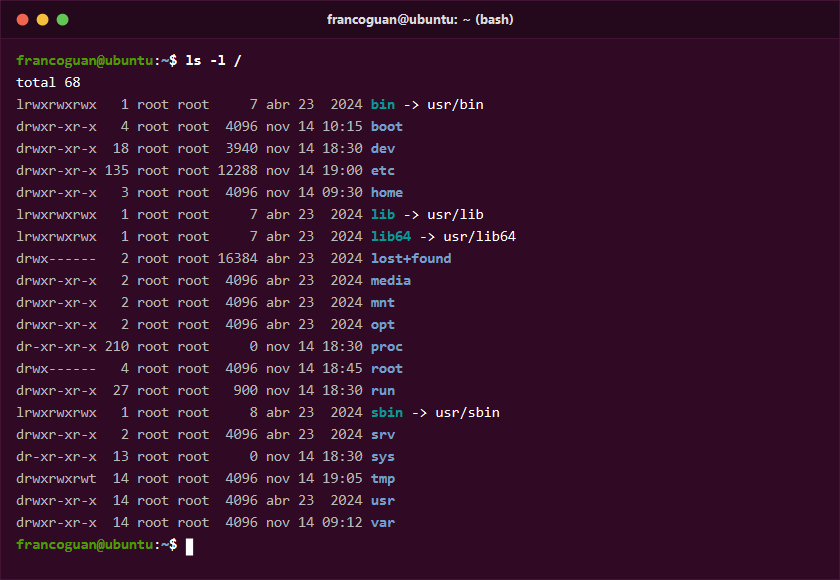 francoguan@ubuntu: ~ (bash)
francoguan@ubuntu:~$ ls -l /
total 68
lrwxrwxrwx   1 root root     7 abr 23  2024 bin -> usr/bin
drwxr-xr-x   4 root root  4096 nov 14 10:15 boot
drwxr-xr-x  18 root root  3940 nov 14 18:30 dev
drwxr-xr-x 135 root root 12288 nov 14 19:00 etc
drwxr-xr-x   3 root root  4096 nov 14 09:30 home
lrwxrwxrwx   1 root root     7 abr 23  2024 lib -> usr/lib
lrwxrwxrwx   1 root root     7 abr 23  2024 lib64 -> usr/lib64
drwx------   2 root root 16384 abr 23  2024 lost+found
drwxr-xr-x   2 root root  4096 abr 23  2024 media
drwxr-xr-x   2 root root  4096 abr 23  2024 mnt
drwxr-xr-x   2 root root  4096 abr 23  2024 opt
dr-xr-xr-x 210 root root     0 nov 14 18:30 proc
drwx------   4 root root  4096 nov 14 18:45 root
drwxr-xr-x  27 root root   900 nov 14 18:30 run
lrwxrwxrwx   1 root root     8 abr 23  2024 sbin -> usr/sbin
drwxr-xr-x   2 root root  4096 abr 23  2024 srv
dr-xr-xr-x  13 root root     0 nov 14 18:30 sys
drwxrwxrwt  14 root root  4096 nov 14 19:05 tmp
drwxr-xr-x  14 root root  4096 abr 23  2024 usr
drwxr-xr-x  14 root root  4096 nov 14 09:12 var
francoguan@ubuntu:~$